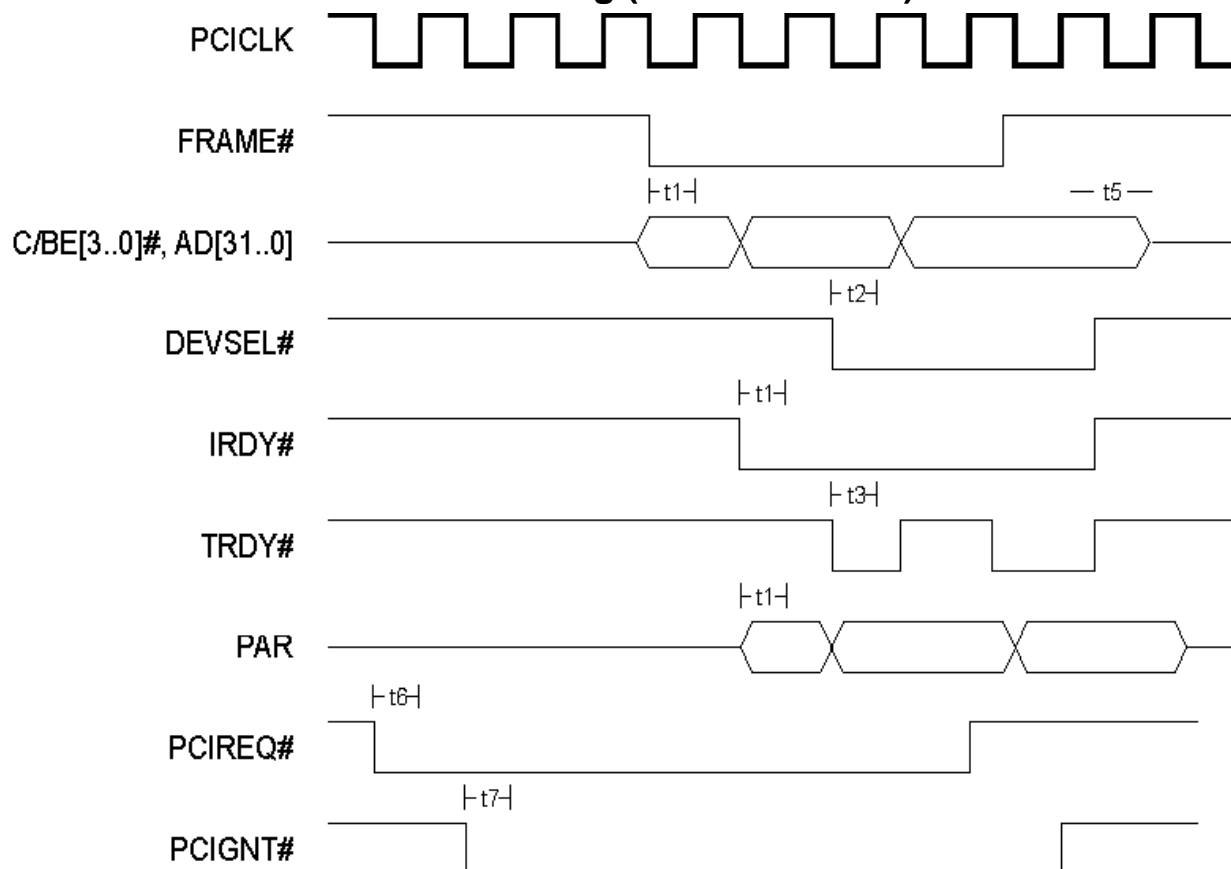 PCICLK
FRAME#
t1
t5
C/BE[3..0]#, AD[31..0]
t2
DEVSEL#
t1
IRDY#
t3
TRDY#
t1
PAR
t6
PCIREQ#
t7
PCIGNT#